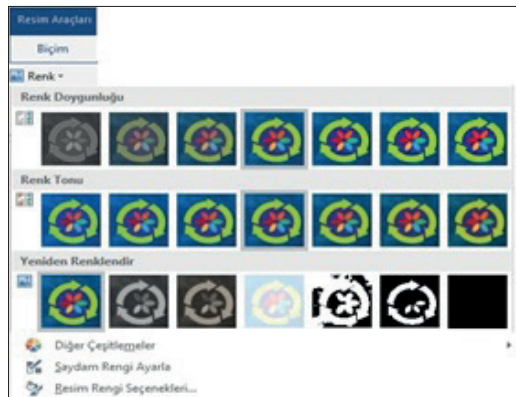 Resim Araçları
Biçim
Renk
Renk Doygunluğu
Renk Tonu
Yeniden Renklendir
Diğer Çeşitlemeler
Saydam Rengi Ayarla
Resim Rengi Seçenekleri...